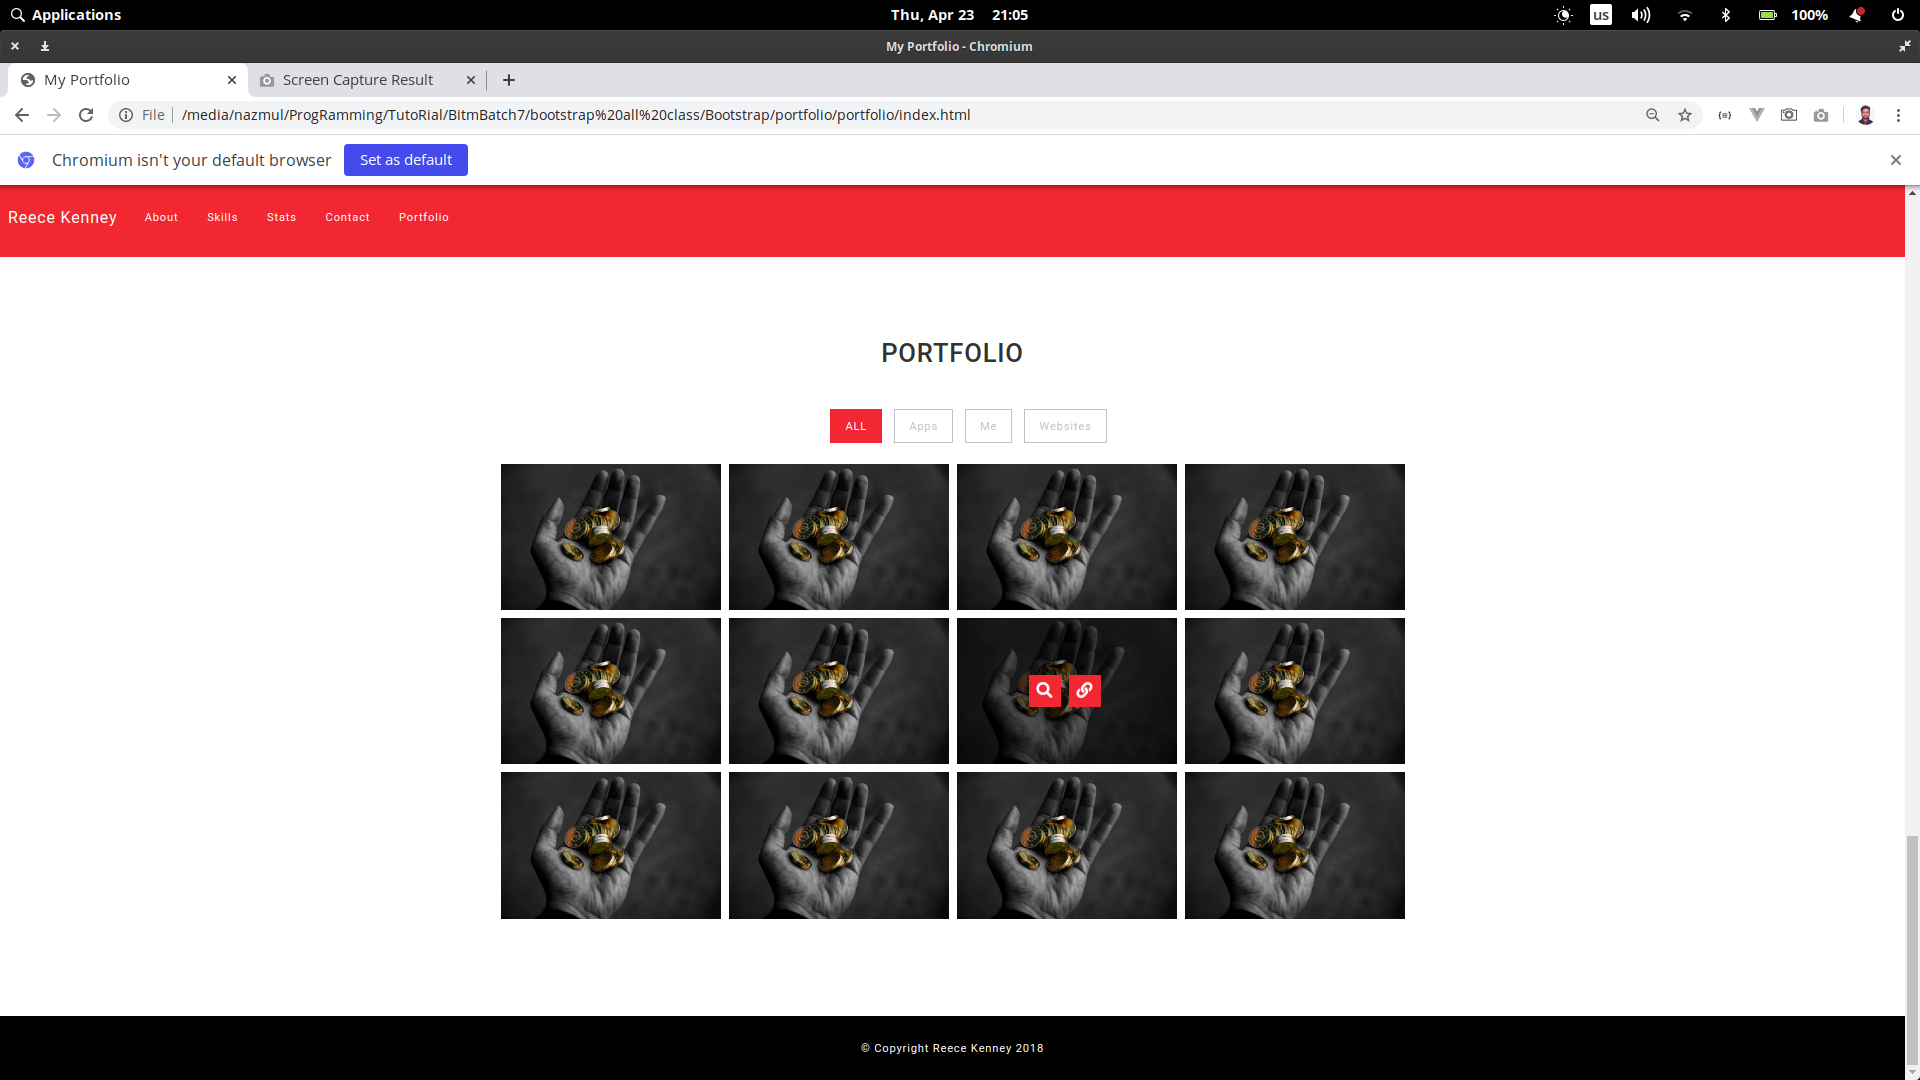 Applications Thu, Apr 23 21:05 us 100%
My Portfolio - Chromium
My Portfolio Screen Capture Result
File /media/nazmul/ProgRamming/TutoRial/BitmBatch7/bootstrap%20all%20class/Bootstrap/portfolio/portfolio/index.html
Chromium isn't your default browser Set as default
Reece Kenney About Skills Stats Contact Portfolio
PORTFOLIO
ALL Apps Me Websites
© Copyright Reece Kenney 2018